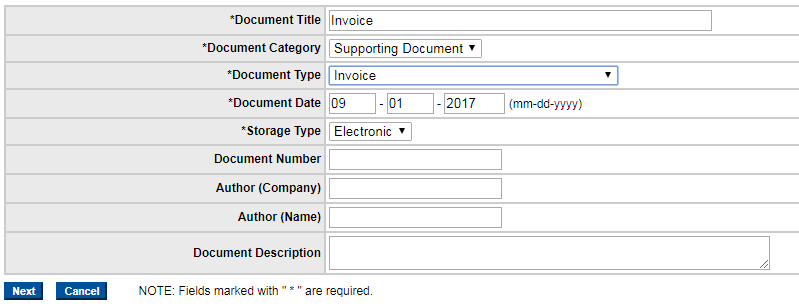 *Document Title Invoice
*Document Category Supporting Document
*Document Type Invoice
*Document Date 09 - 01 - 2017 (mm-dd-yyyy)
*Storage Type Electronic
Document Number
Author (Company)
Author (Name)
Document Description
Next Cancel NOTE: Fields marked with " * " are required.